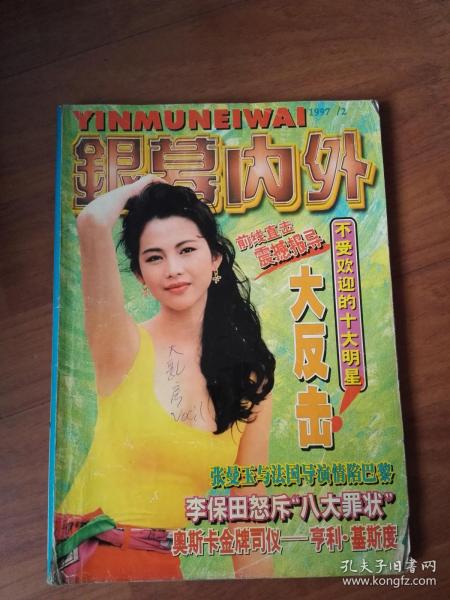 YINMUNEIWAI
1997 /2
銀幕内外
前线直击
震撼报导
大反击!
不受欢迎的十大明星
张曼玉与法国导演情陷巴黎
李保田怒斥“八大罪状”
奥斯卡金牌司仪——亨利·基斯度
孔夫子旧书网
www.kongfz.com